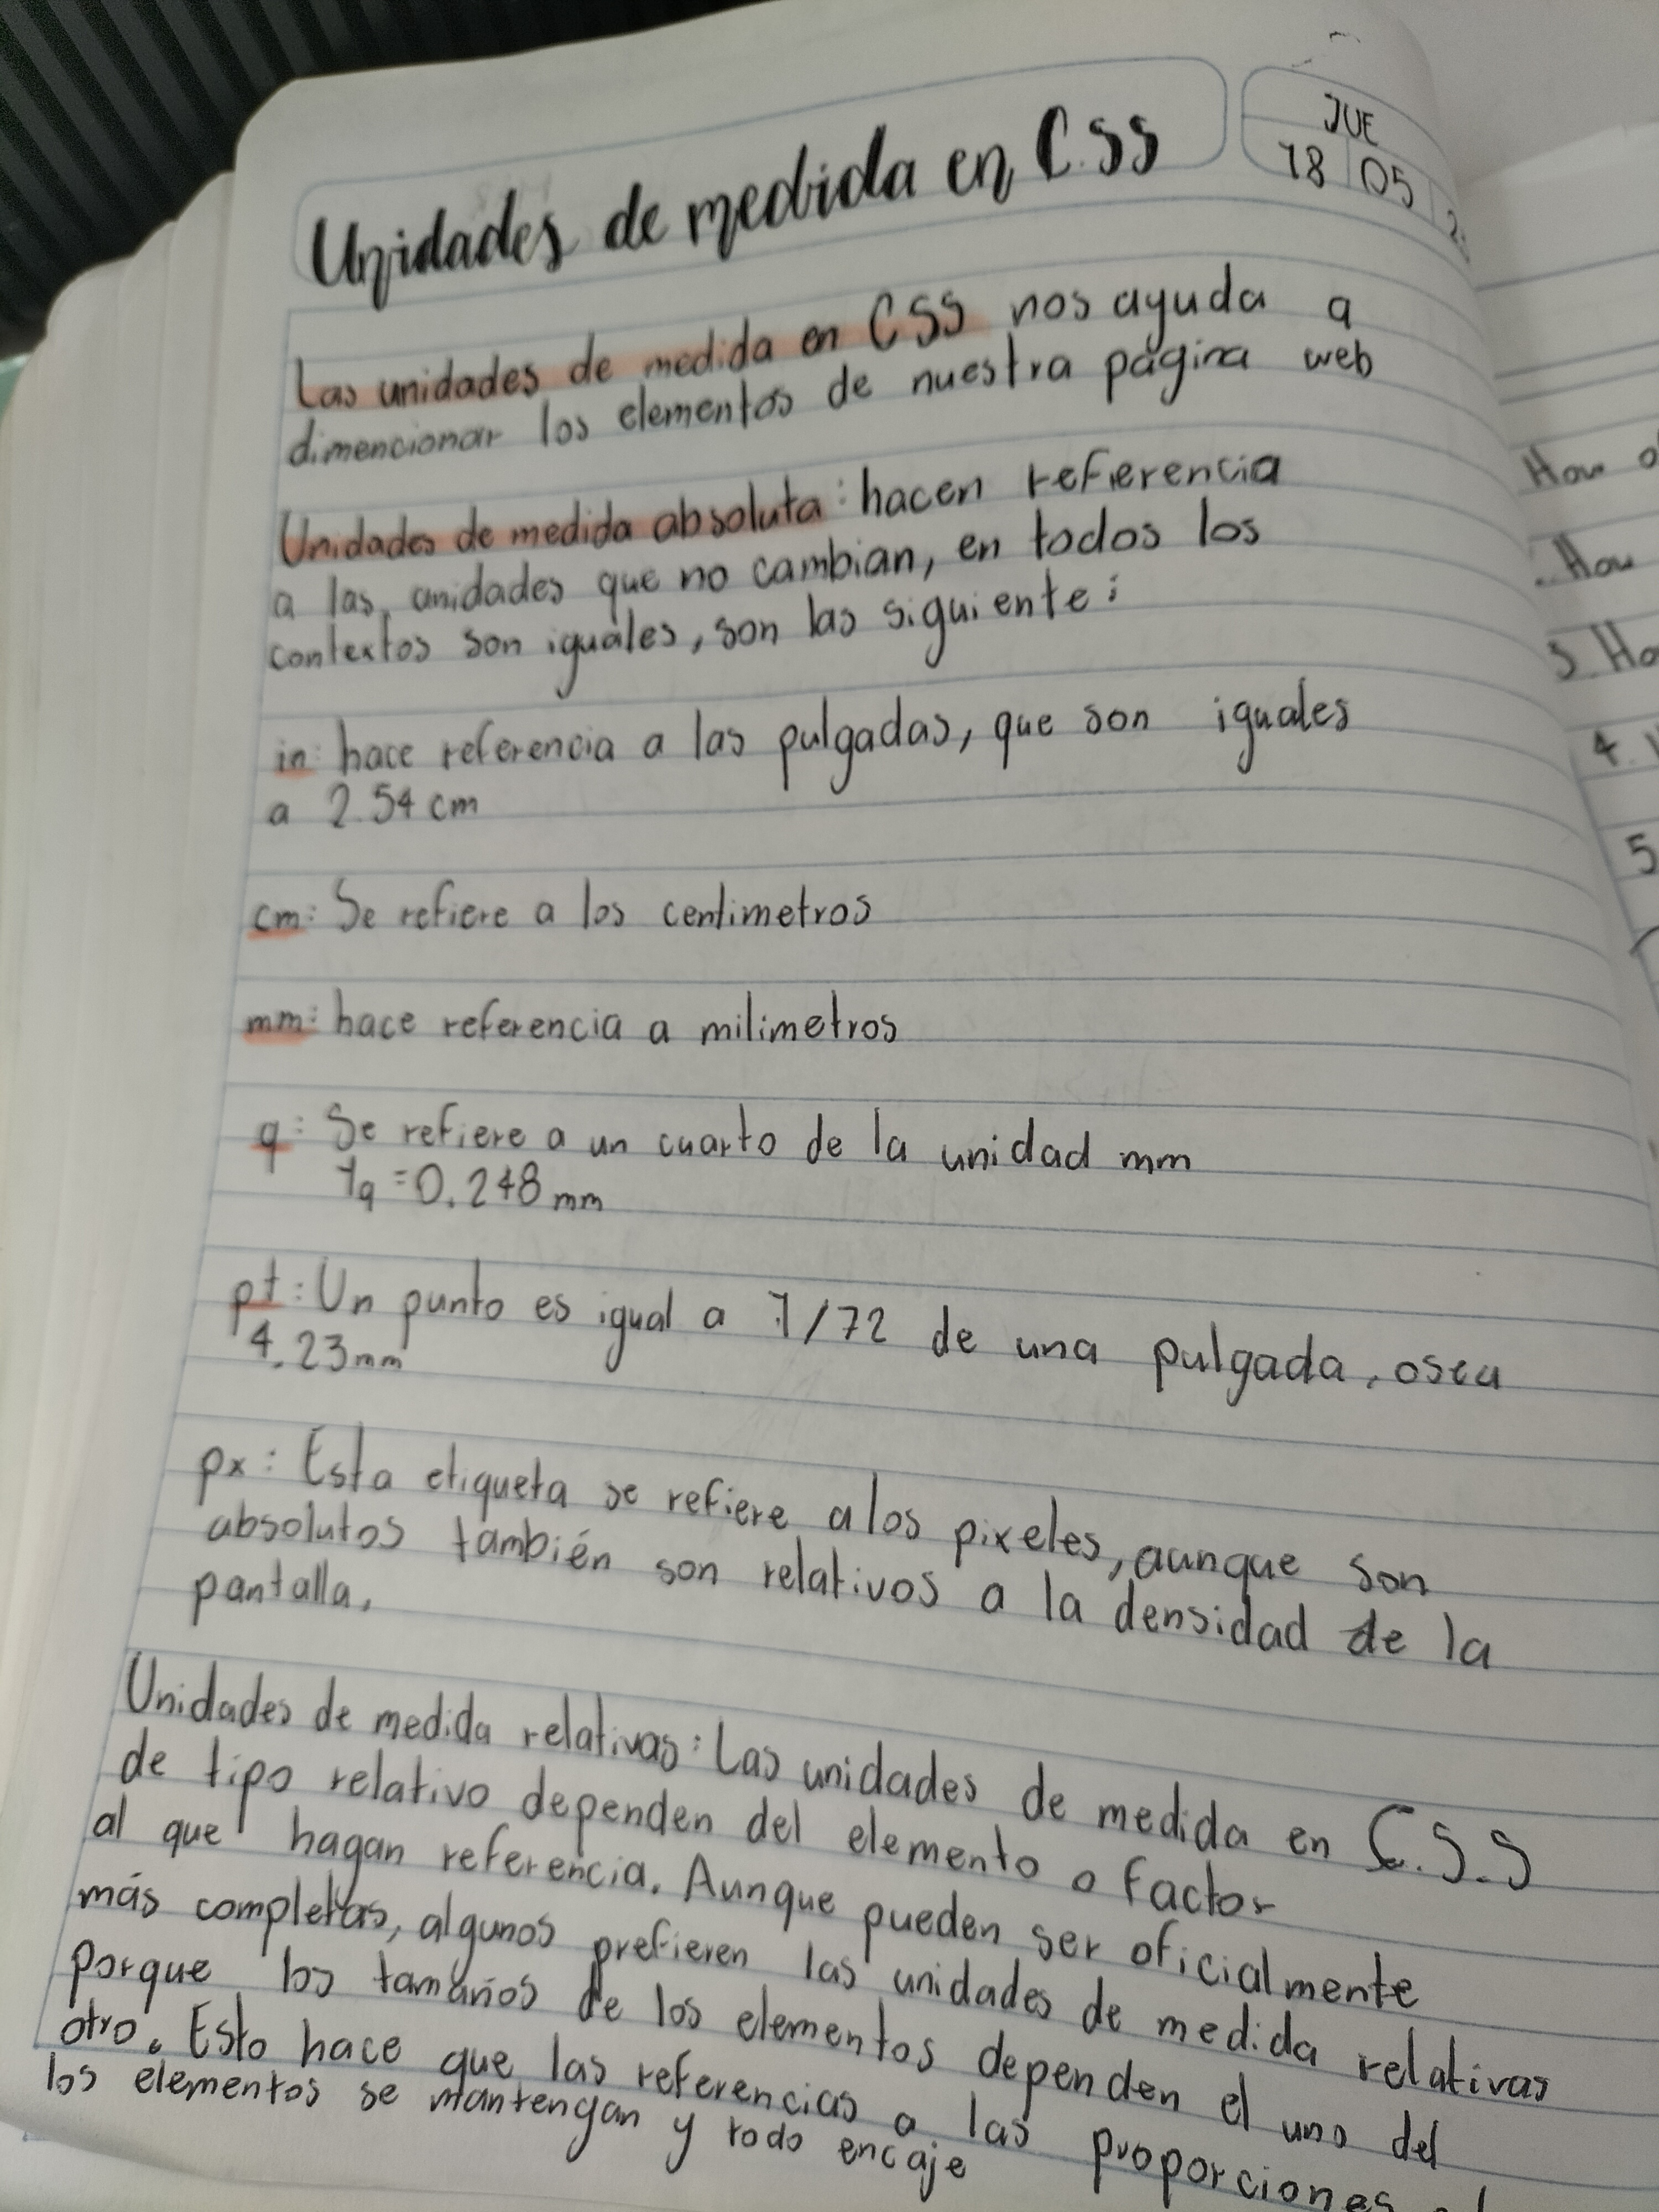 Unidades de medida en C.SS
JUE
18 05
Las unidades de medida en CSS nos ayuda a
dimencionar los elementos de nuestra página web
Unidades de medida absoluta: hacen referencia
a las unidades que no cambian, en todos los
contextos son iguales, son las siguiente:
in: hace referencia a las pulgadas, que son iguales
a 2.54 cm
cm: Se refiere a los centimetros
mm: hace referencia a milimetros
q: Se refiere a un cuarto de la unidad mm
1q = 0.248 mm
pt: Un punto es igual a 1/72 de una pulgada, osea
4.23mm
px: Esta etiqueta se refiere a los pixeles, aunque son
absolutos también son relativos a la densidad de la
pantalla.
Unidades de medida relativas: Las unidades de medida en C.S.S
de tipo relativo dependen del elemento o factor
al que hagan referencia. Aunque pueden ser oficialmente
más completas, algunos prefieren las unidades de medida relativas
porque los tamaños de los elementos dependen el uno del
otro. Esto hace que las referencias a las proporciones
los elementos se mantengan y todo encaje
How
How
3.
4.
5